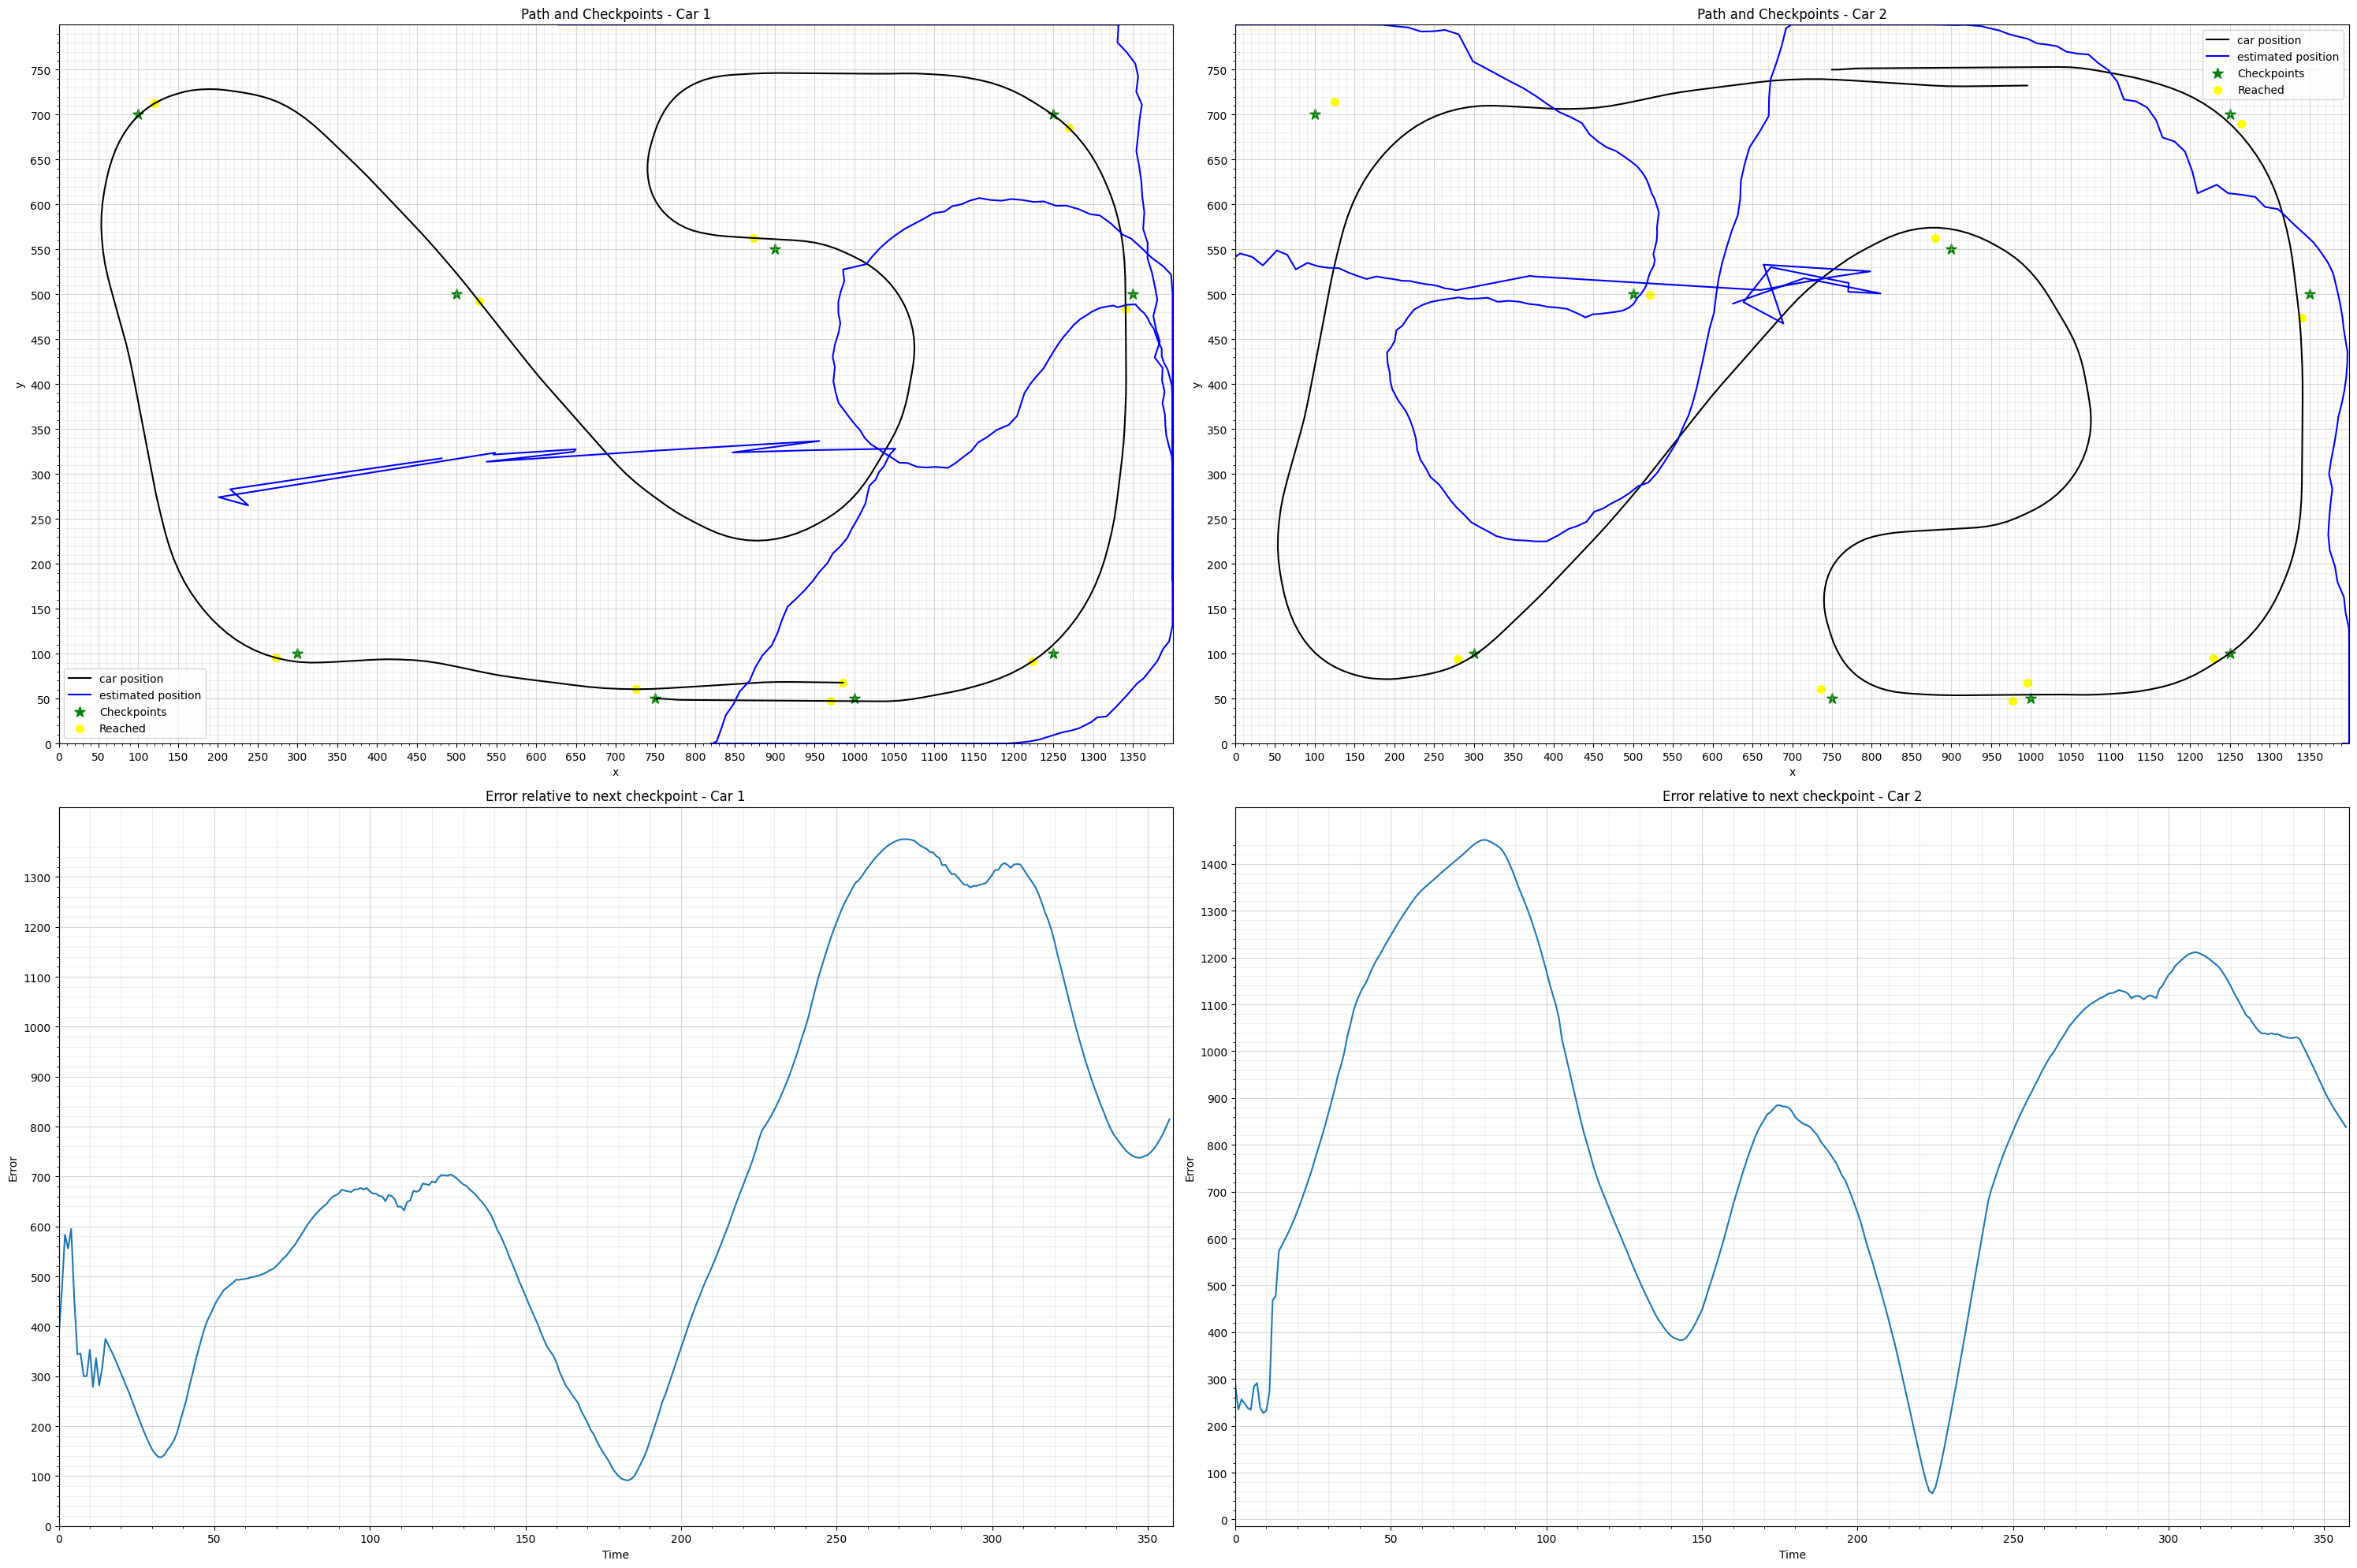 Path and Checkpoints - Car 1
y
750
700
650
600
550
500
450
400
350
300
250
200
150
100
50
0
car position
estimated position
Checkpoints
Reached
0 50 100 150 200 250 300 350 400 450 500 550 600 650 700 750 800 850 900 950 1000 1050 1100 1150 1200 1250 1300 1350
x
Path and Checkpoints - Car 2
y
750
700
650
600
550
500
450
400
350
300
250
200
150
100
50
0
car position
estimated position
Checkpoints
Reached
0 50 100 150 200 250 300 350 400 450 500 550 600 650 700 750 800 850 900 950 1000 1050 1100 1150 1200 1250 1300 1350
x
Error relative to next checkpoint - Car 1
Error
1300
1200
1100
1000
900
800
700
600
500
400
300
200
100
0
0 50 100 150 200 250 300 350
Time
Error relative to next checkpoint - Car 2
Error
1400
1300
1200
1100
1000
900
800
700
600
500
400
300
200
100
0
0 50 100 150 200 250 300 350
Time